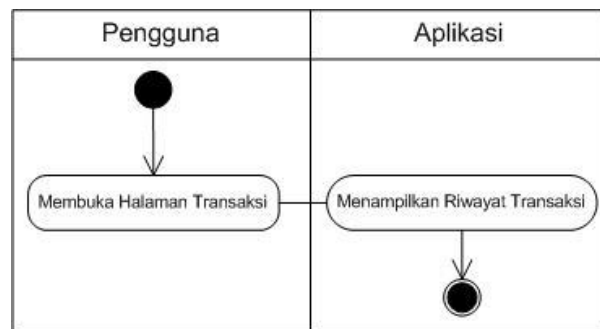 Pengguna
Aplikasi
Membuka Halaman Transaksi
Menampilkan Riwayat Transaksi